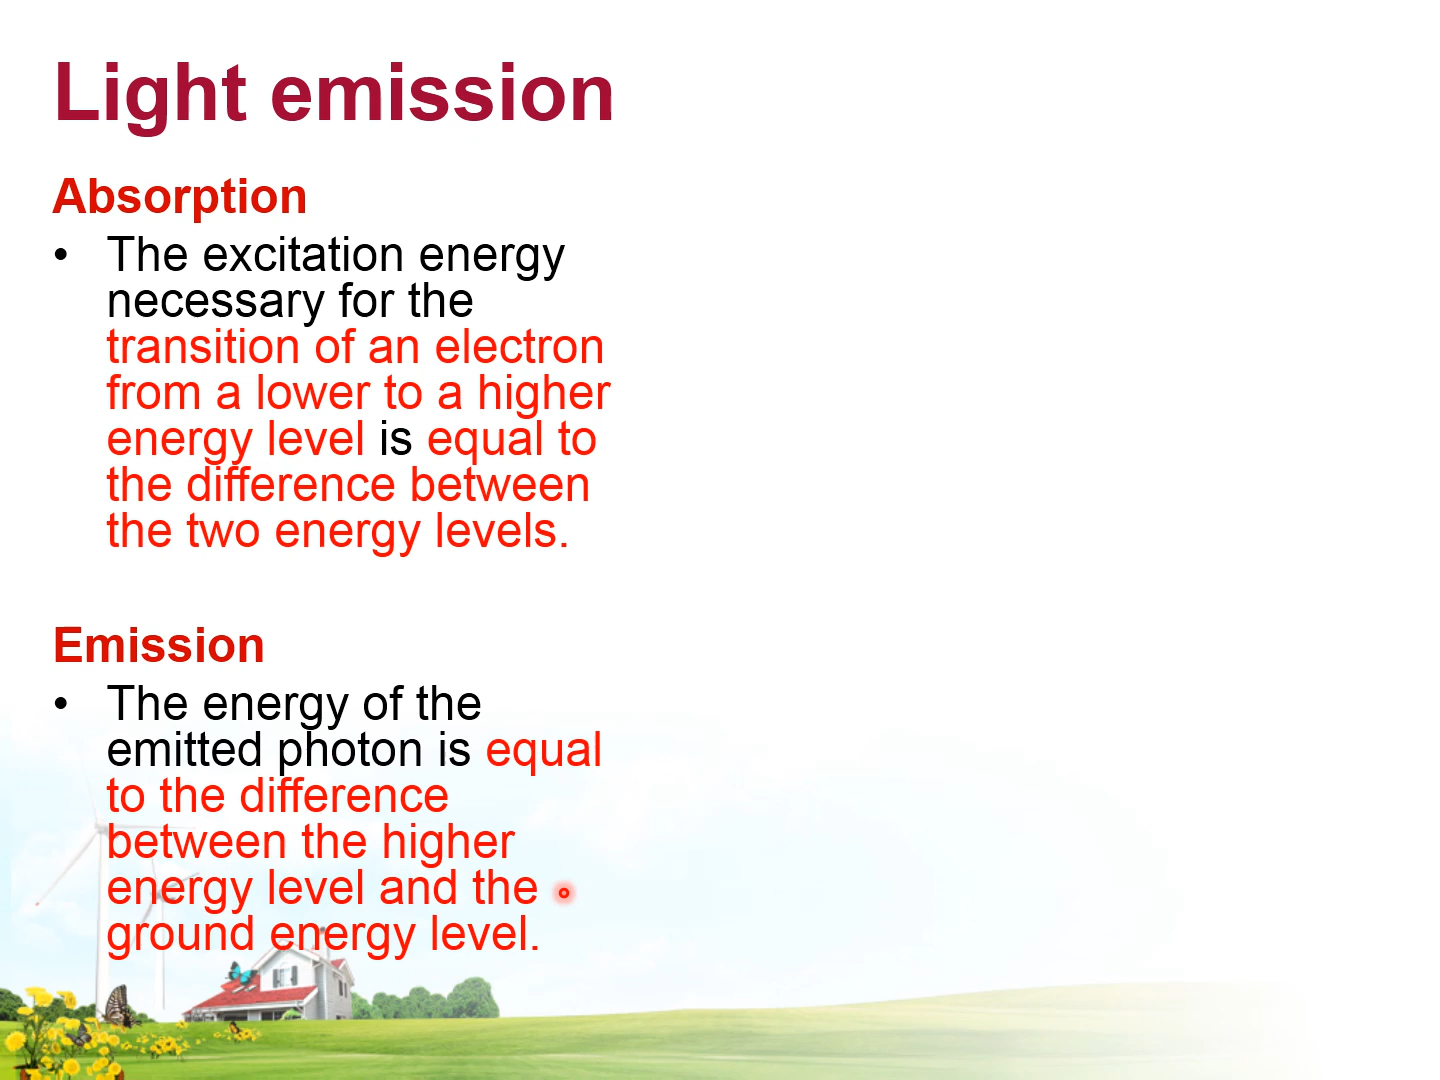 Light emission
Absorption
• The excitation energy
necessary for the
transition of an electron
from a lower to a higher
energy level is equal to
the difference between
the two energy levels.
Emission
• The energy of the
emitted photon is equal
to the difference
between the higher
energy level and the
ground energy level.